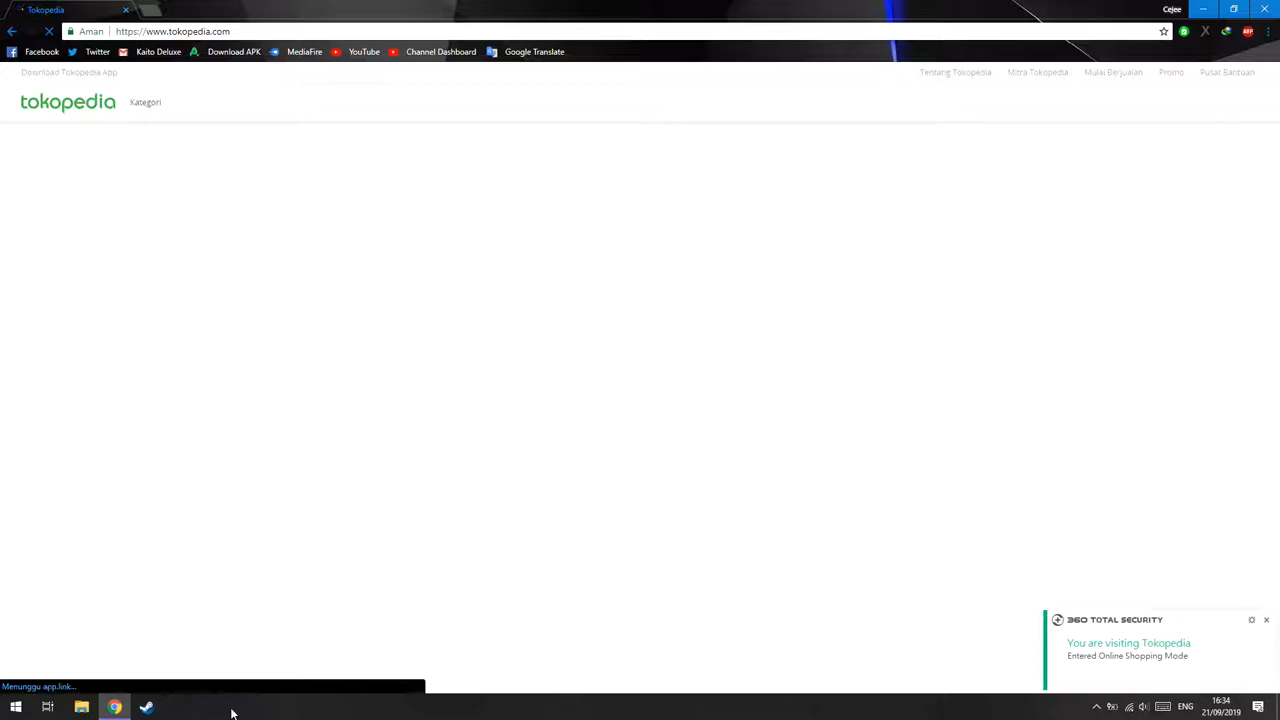 Tokopedia
Cejee
Aman https://www.tokopedia.com
Facebook Twitter Kaito Deluxe Download APK MediaFire YouTube Channel Dashboard Google Translate
Download Tokopedia App Tentang Tokopedia Mitra Tokopedia Mulai Berjualan Promo Pusat Bantuan
tokopedia Kategori
360 TOTAL SECURITY
You are visiting Tokopedia
Entered Online Shopping Mode
Menunggu app.link...
ENG
16:34
21/09/2019